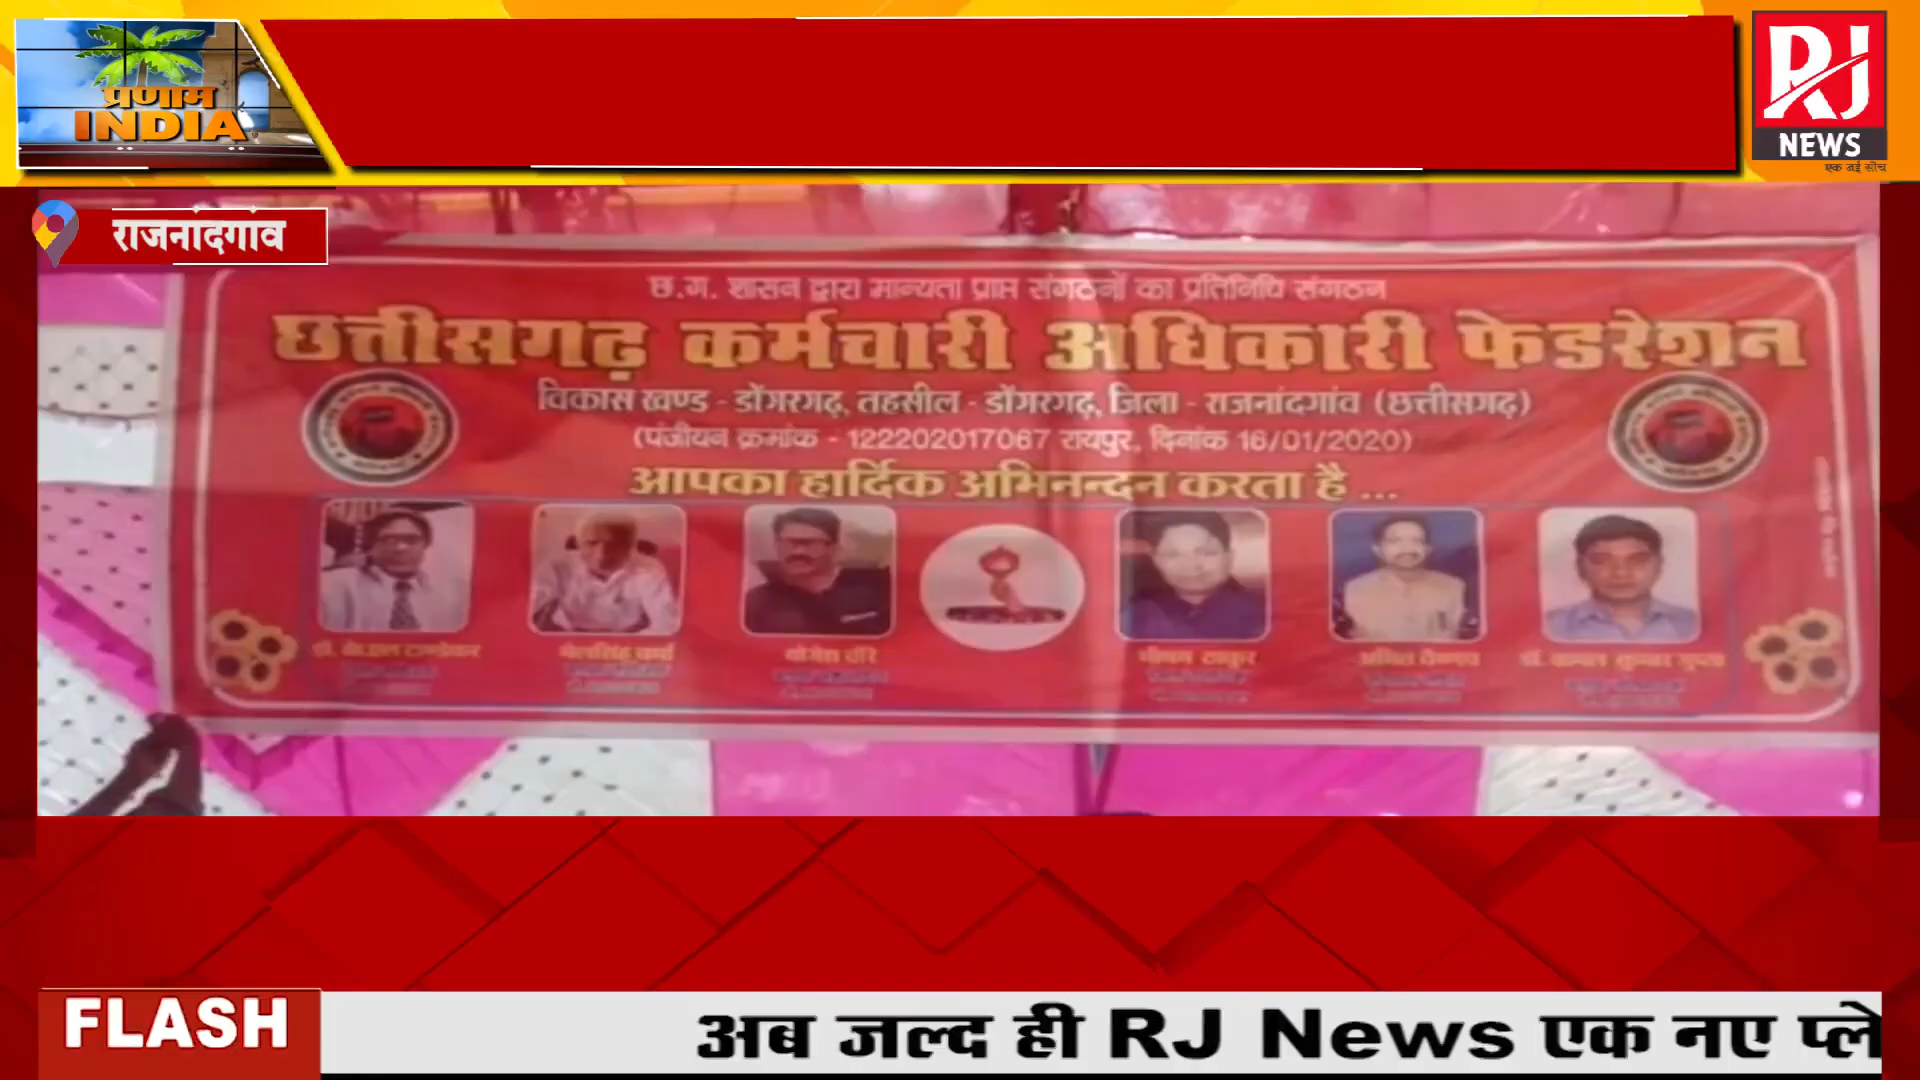 प्रणाम
INDIA
RJ
NEWS
एक नई सोच
राजनांदगांव
छ.ग. शासन द्वारा मान्यता प्राप्त संगठनों का प्रतिनिधि संगठन
छत्तीसगढ़ कर्मचारी अधिकारी फेडरेशन
विकास खण्ड - डोंगरगढ़, तहसील - डोंगरगढ़, जिला - राजनांदगांव (छत्तीसगढ़)
(पंजीयन क्रमांक - 122202017067 रायपुर, दिनांक 16/01/2020)
आपका हार्दिक अभिनन्दन करता है ...
FLASH
अब जल्द ही RJ News एक नए प्ले